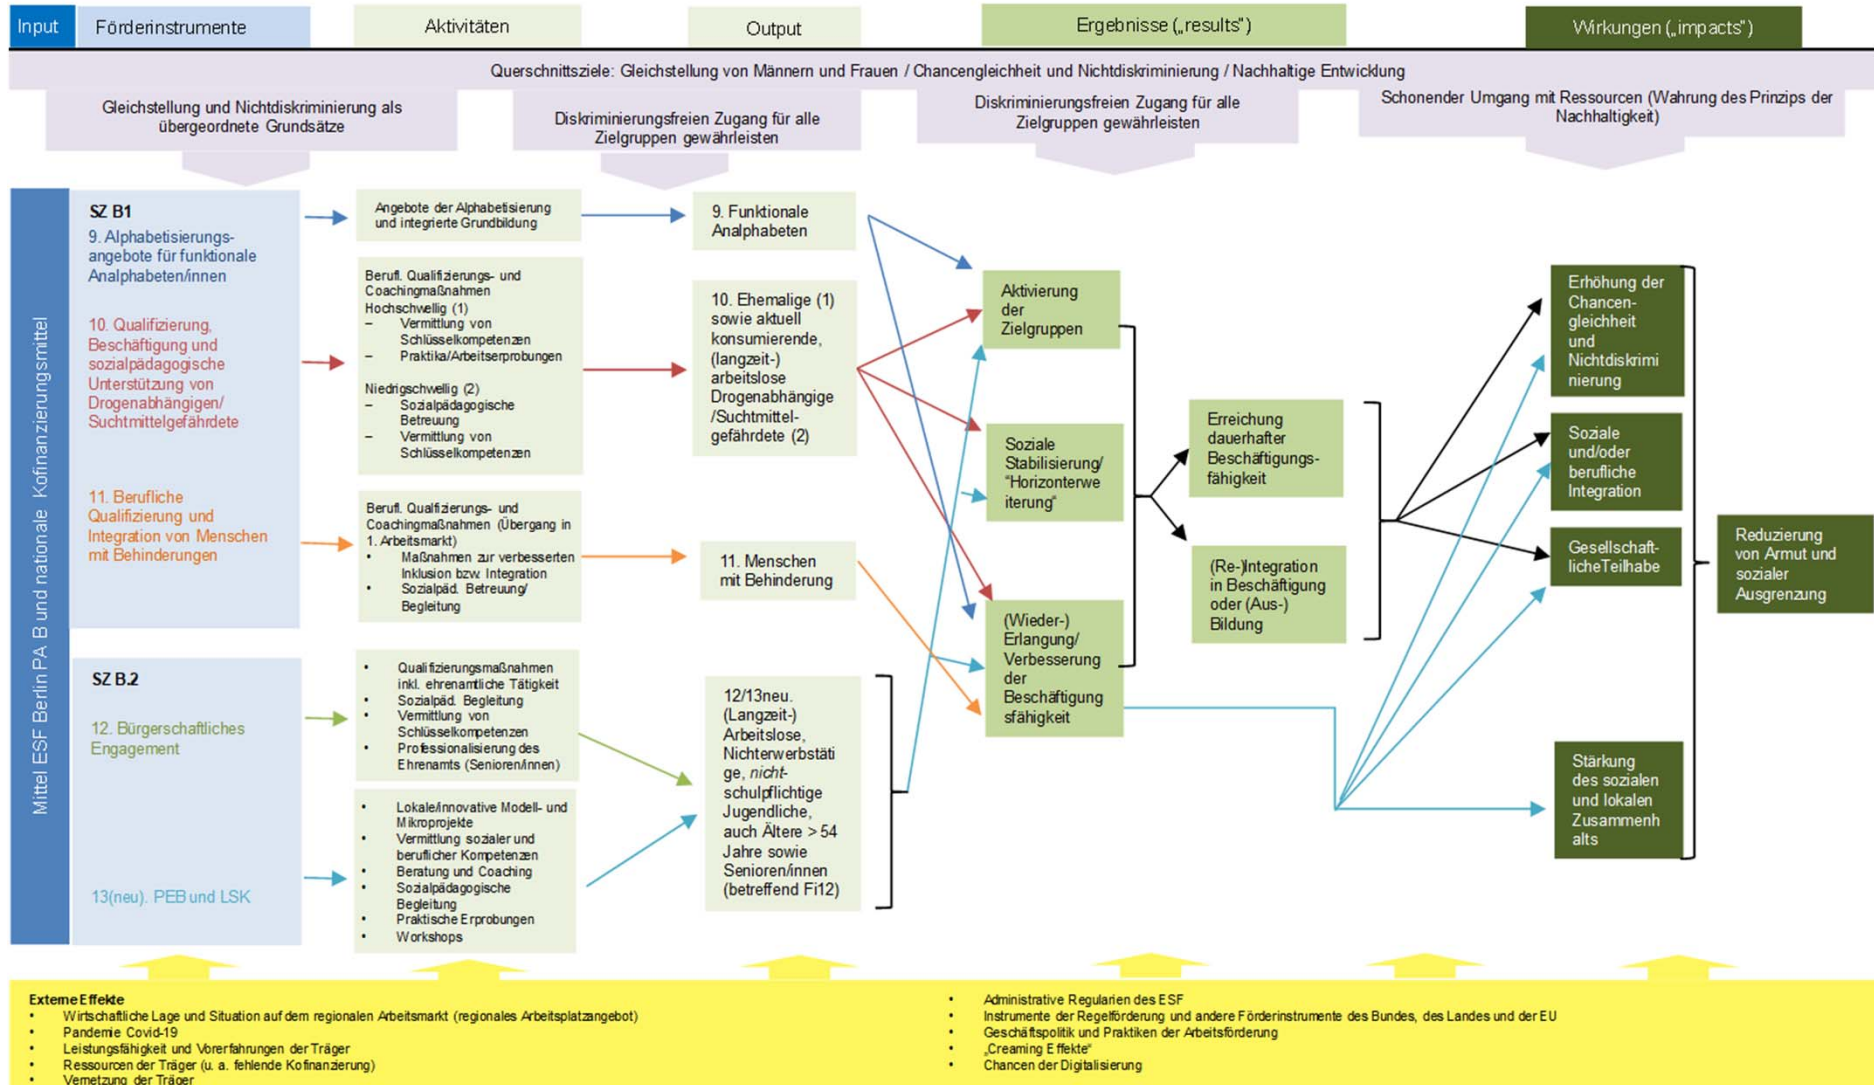 Input
Förderinstrumente
Aktivitäten
Output
Ergebnisse („results“)
Wirkungen („impacts“)
Querschnittsziele: Gleichstellung von Männern und Frauen / Chancengleichheit und Nichtdiskriminierung / Nachhaltige Entwicklung
Gleichstellung und Nichtdiskriminierung als
übergeordnete Grundsätze
Diskriminierungsfreien Zugang für alle
Zielgruppen gewährleisten
Diskriminierungsfreien Zugang für alle
Zielgruppen gewährleisten
Schonender Umgang mit Ressourcen (Wahrung des Prinzips der
Nachhaltigkeit)
Mittel ESF Berlin PA B und nationale Kofinanzierungsmittel
SZ B1
9. Alphabetisierungs-
angebote für funktionale
Analphabeten/innen
10. Qualifizierung,
Beschäftigung und
sozialpädagogische
Unterstützung von
Drogenabhängigen/
Suchtmittelgefährdete
11. Berufliche
Qualifizierung und
Integration von Menschen
mit Behinderungen
SZ B.2
12. Bürgerschaftliches
Engagement
13(neu). PEB und LSK
Angebote der Alphabetisierung
und integrierte Grundbildung
Berufl. Qualifizierungs- und
Coachingmaßnahmen
Hochschwellig (1)
– Vermittlung von
Schlüsselkompetenzen
– Praktika/Arbeitserprobungen
Niedrigschwellig (2)
– Sozialpädagogische
Betreuung
– Vermittlung von
Schlüsselkompetenzen
Berufl. Qualifizierungs- und
Coachingmaßnahmen (Übergang in
1. Arbeitsmarkt)
• Maßnahmen zur verbesserten
Inklusion bzw. Integration
• Sozialpäd. Betreuung/
Begleitung
• Qualifizierungsmaßnahmen
inkl. ehrenamtliche Tätigkeit
• Sozialpäd. Begleitung
• Vermittlung von
Schlüsselkompetenzen
• Professionalisierung des
Ehrenamts (Senioren/innen)
• Lokale/innovative Modell- und
Mikroprojekte
• Vermittlung sozialer und
beruflicher Kompetenzen
• Beratung und Coaching
• Sozialpädagogische
Begleitung
• Praktische Erprobungen
• Workshops
9. Funktionale
Analphabeten
10. Ehemalige (1)
sowie aktuell
konsumierende,
(langzeit-)
arbeitslose
Drogenabhängige
/Suchtmittel-
gefährdete (2)
11. Menschen
mit Behinderung
12/13neu.
(Langzeit-)
Arbeitslose,
Nichterwerbstäti
ge, nicht-
schulpflichtige
Jugendliche,
auch Ältere > 54
Jahre sowie
Senioren/innen
(betreffend Fi12)
Aktivierung
der
Zielgruppen
Soziale
Stabilisierung/
“Horizonterwe
iterung“
(Wieder-)
Erlangung/
Verbesserung
der
Beschäftigung
sfähigkeit
Erreichung
dauerhafter
Beschäftigungs-
fähigkeit
(Re-)Integration
in Beschäftigung
oder (Aus-)
Bildung
Erhöhung der
Chancen-
gleichheit
und
Nichtdiskrimi
nierung
Soziale
und/oder
berufliche
Integration
Gesellschaft-
licheTeilhabe
Stärkung
des sozialen
und lokalen
Zusammenh
alts
Reduzierung
von Armut und
sozialer
Ausgrenzung
Externe Effekte
• Wirtschaftliche Lage und Situation auf dem regionalen Arbeitsmarkt (regionales Arbeitsplatzangebot)
• Pandemie Covid-19
• Leistungsfähigkeit und Vorerfahrungen der Träger
• Ressourcen der Träger (u. a. fehlende Kofinanzierung)
• Vernetzung der Träger
• Administrative Regularien des ESF
• Instrumente der Regelförderung und andere Förderinstrumente des Bundes, des Landes und der EU
• Geschäftspolitik und Praktiken der Arbeitsförderung
• „Creaming Effekte“
• Chancen der Digitalisierung